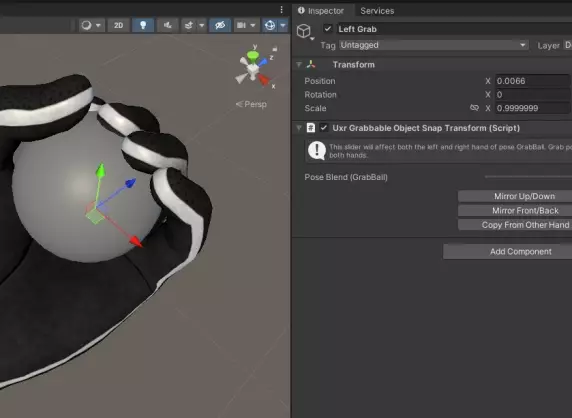 Inspector
Services
2D
Left Grab
Tag Untagged Layer D
Transform
y
z
x
Persp
Position X 0.0066
Rotation X 0
Scale X 0.9999999
Uxr Grabbable Object Snap Transform (Script)
This slider will affect both the left and right hand of pose GrabBall. Grab po
both hands.
Pose Blend (GrabBall)
Mirror Up/Down
Mirror Front/Back
Copy From Other Hand
Add Component